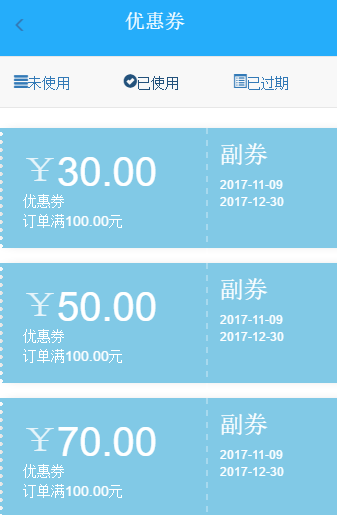 优惠券
未使用 已使用 已过期
¥30.00
优惠券
订单满100.00元
副券
2017-11-09
2017-12-30
¥50.00
优惠券
订单满100.00元
副券
2017-11-09
2017-12-30
¥70.00
优惠券
订单满100.00元
副券
2017-11-09
2017-12-30